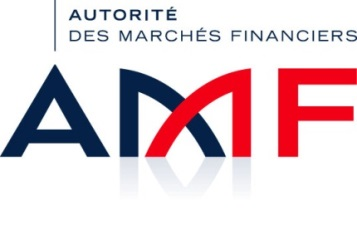 AUTORITÉ
DES MARCHÉS FINANCIERS
AMF